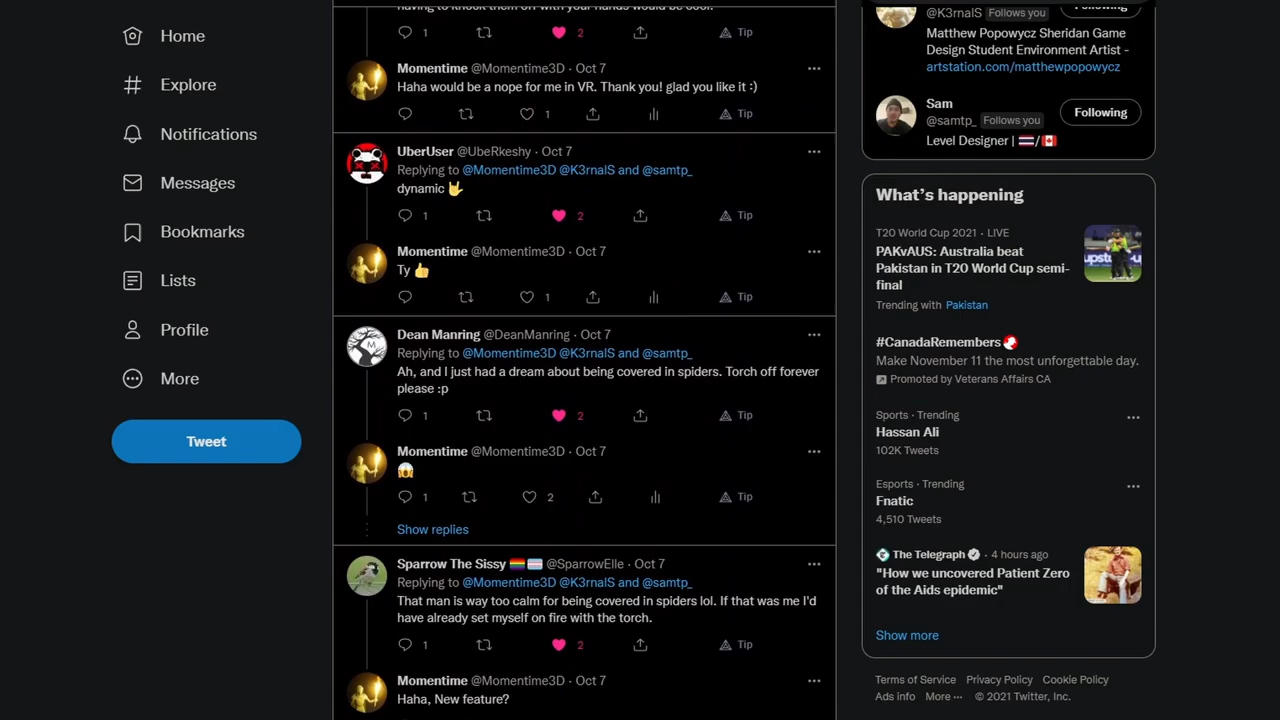 Home
Explore
Notifications
Messages
Bookmarks
Lists
Profile
More
Tweet
having to knock them off with your hands would be cool.
1 2 Tip
Momentime @Momentime3D · Oct 7
Haha would be a nope for me in VR. Thank you! glad you like it :)
1 Tip
UberUser @UbeRkeshy · Oct 7
Replying to @Momentime3D @K3rnalS and @samtp_
dynamic 🤘
1 2 Tip
Momentime @Momentime3D · Oct 7
Ty 👍
1 Tip
Dean Manring @DeanManring · Oct 7
Replying to @Momentime3D @K3rnalS and @samtp_
Ah, and I just had a dream about being covered in spiders. Torch off forever
please :p
1 2 Tip
Momentime @Momentime3D · Oct 7
😱
1 2 Tip
Show replies
Sparrow The Sissy 🏳️‍🌈🏳️‍⚧️ @SparrowElle · Oct 7
Replying to @Momentime3D @K3rnalS and @samtp_
That man is way too calm for being covered in spiders lol. If that was me I'd
have already set myself on fire with the torch.
1 2 Tip
Momentime @Momentime3D · Oct 7
Haha, New feature?
@K3rnalS Follows you
Following
Matthew Popowycz Sheridan Game
Design Student Environment Artist -
artstation.com/matthewpopowycz
Sam
@samtp_ Follows you
Following
Level Designer | 🇹🇭/🇨🇦
What's happening
T20 World Cup 2021 · LIVE
PAKvAUS: Australia beat
Pakistan in T20 World Cup semi-
final
Trending with Pakistan
#CanadaRemembers
Make November 11 the most unforgettable day.
Promoted by Veterans Affairs CA
Sports · Trending
Hassan Ali
102K Tweets
Esports · Trending
Fnatic
4,510 Tweets
The Telegraph · 4 hours ago
"How we uncovered Patient Zero
of the Aids epidemic"
Show more
Terms of Service Privacy Policy Cookie Policy
Ads info More ··· © 2021 Twitter, Inc.